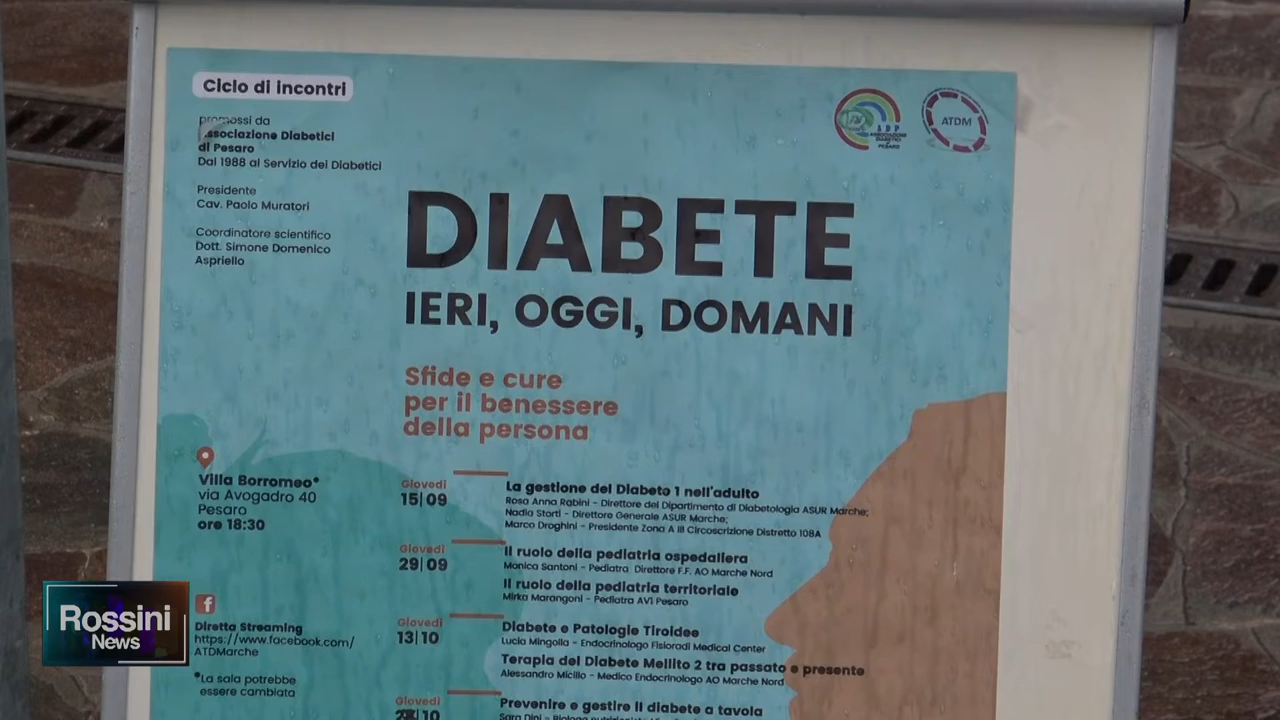 Ciclo di incontri
promossi da
Associazione Diabetici
di Pesaro
Dal 1988 al Servizio dei Diabetici
Presidente
Cav. Paolo Muratori
Coordinatore scientifico
Dott. Simone Domenico
Aspriello
ADP
ASSOCIAZIONE
DIABETICI
PESARO
ATDM
DIABETE
IERI, OGGI, DOMANI
Sfide e cure
per il benessere
della persona
Villa Borromeo*
via Avogadro 40
Pesaro
ore 18:30
Diretta Streaming
https://www.facebook.com/
ATDMarche
*La sala potrebbe
essere cambiata
Giovedì
15|09
La gestione del Diabete 1 nell'adulto
Rosa Anna Rabini - Direttore del Dipartimento di Diabetologia ASUR Marche;
Nadia Storti - Direttore Generale ASUR Marche;
Marco Droghini - Presidente Zona A III Circoscrizione Distretto 108A
Giovedì
29|09
Il ruolo della pediatria ospedaliera
Monica Santoni - Pediatra Direttore F.F. AO Marche Nord
Il ruolo della pediatria territoriale
Mirka Marangoni - Pediatra AV1 Pesaro
Giovedì
13|10
Diabete e Patologie Tiroidee
Lucia Mingolla - Endocrinologo Fisioradi Medical Center
Terapia del Diabete Mellito 2 tra passato e presente
Alessandro Micillo - Medico Endocrinologo AO Marche Nord
Giovedì
|10
Prevenire e gestire il diabete a tavola
Sara Dini - Biologa nutrizionista
Rossini
News